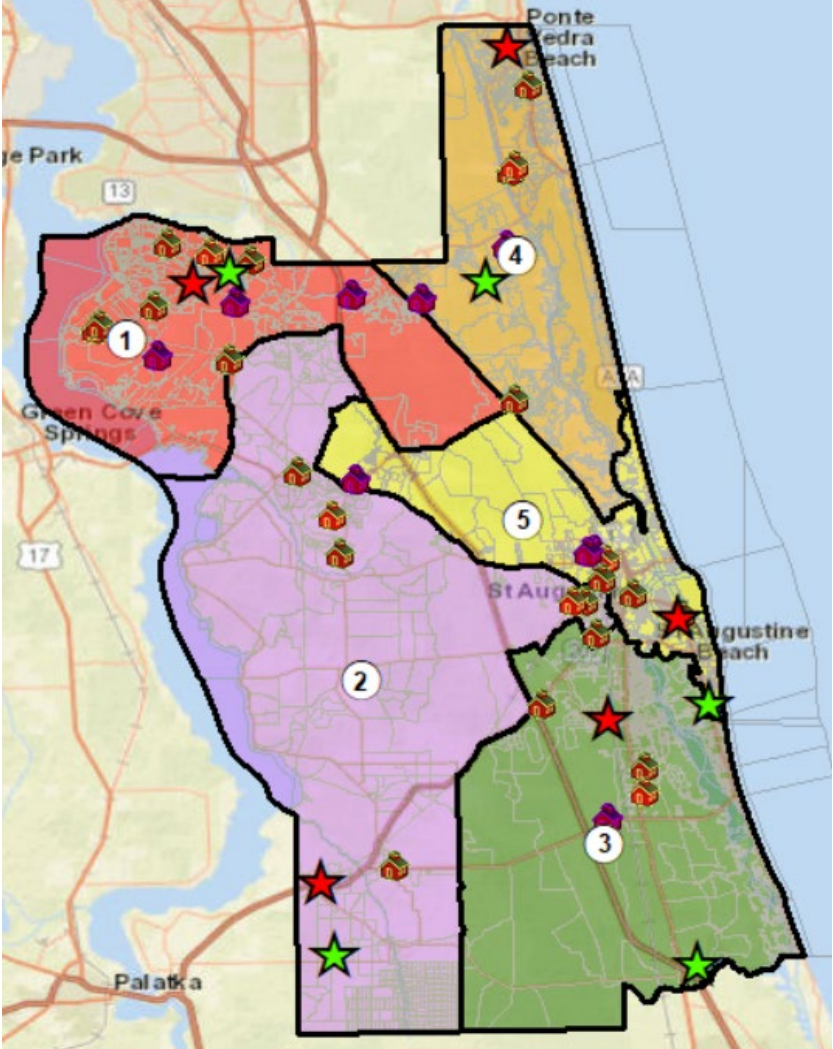 Ponte
Vedra
Beach
ge Park
13
4
1
Green Cove
Springs
A1A
5
17
St Aug
St Augustine
Beach
2
3
Palatka